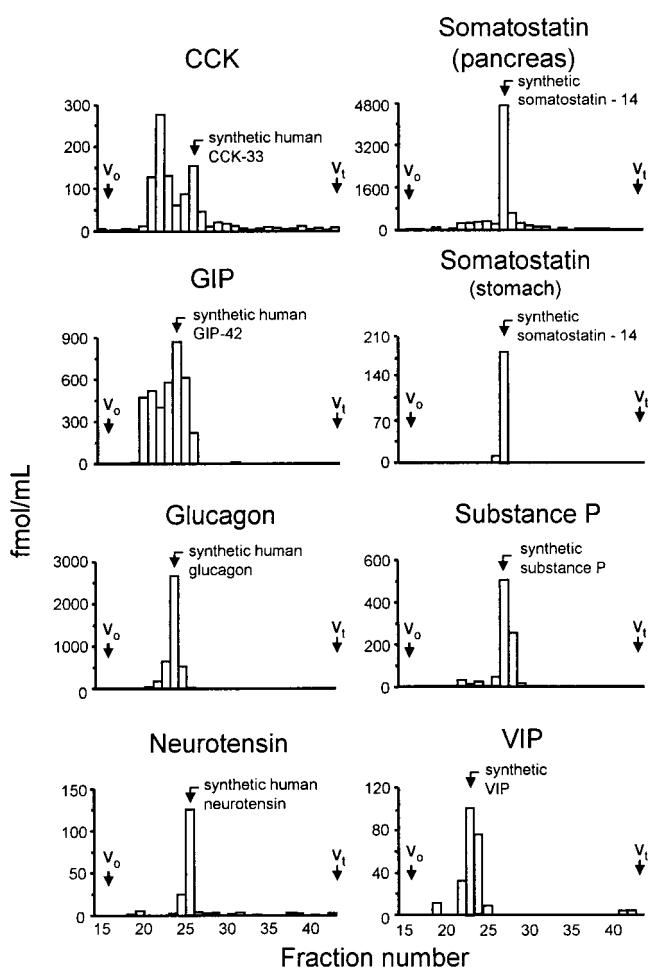 CCK
300
200
100
0
Vo
synthetic human
CCK-33
Vt
Somatostatin
(pancreas)
4800
3200
1600
0
Vo
synthetic
somatostatin - 14
Vt
GIP
900
600
300
0
Vo
synthetic human
GIP-42
Vt
Somatostatin
(stomach)
210
140
70
0
Vo
synthetic
somatostatin - 14
Vt
fmol/mL
Glucagon
3000
2000
1000
0
Vo
synthetic human
glucagon
Vt
Substance P
600
400
200
0
Vo
synthetic
substance P
Vt
Neurotensin
150
100
50
0
Vo
synthetic human
neurotensin
Vt
15 20 25 30 35 40
VIP
120
80
40
0
Vo
synthetic
VIP
Vt
15 20 25 30 35 40
Fraction number